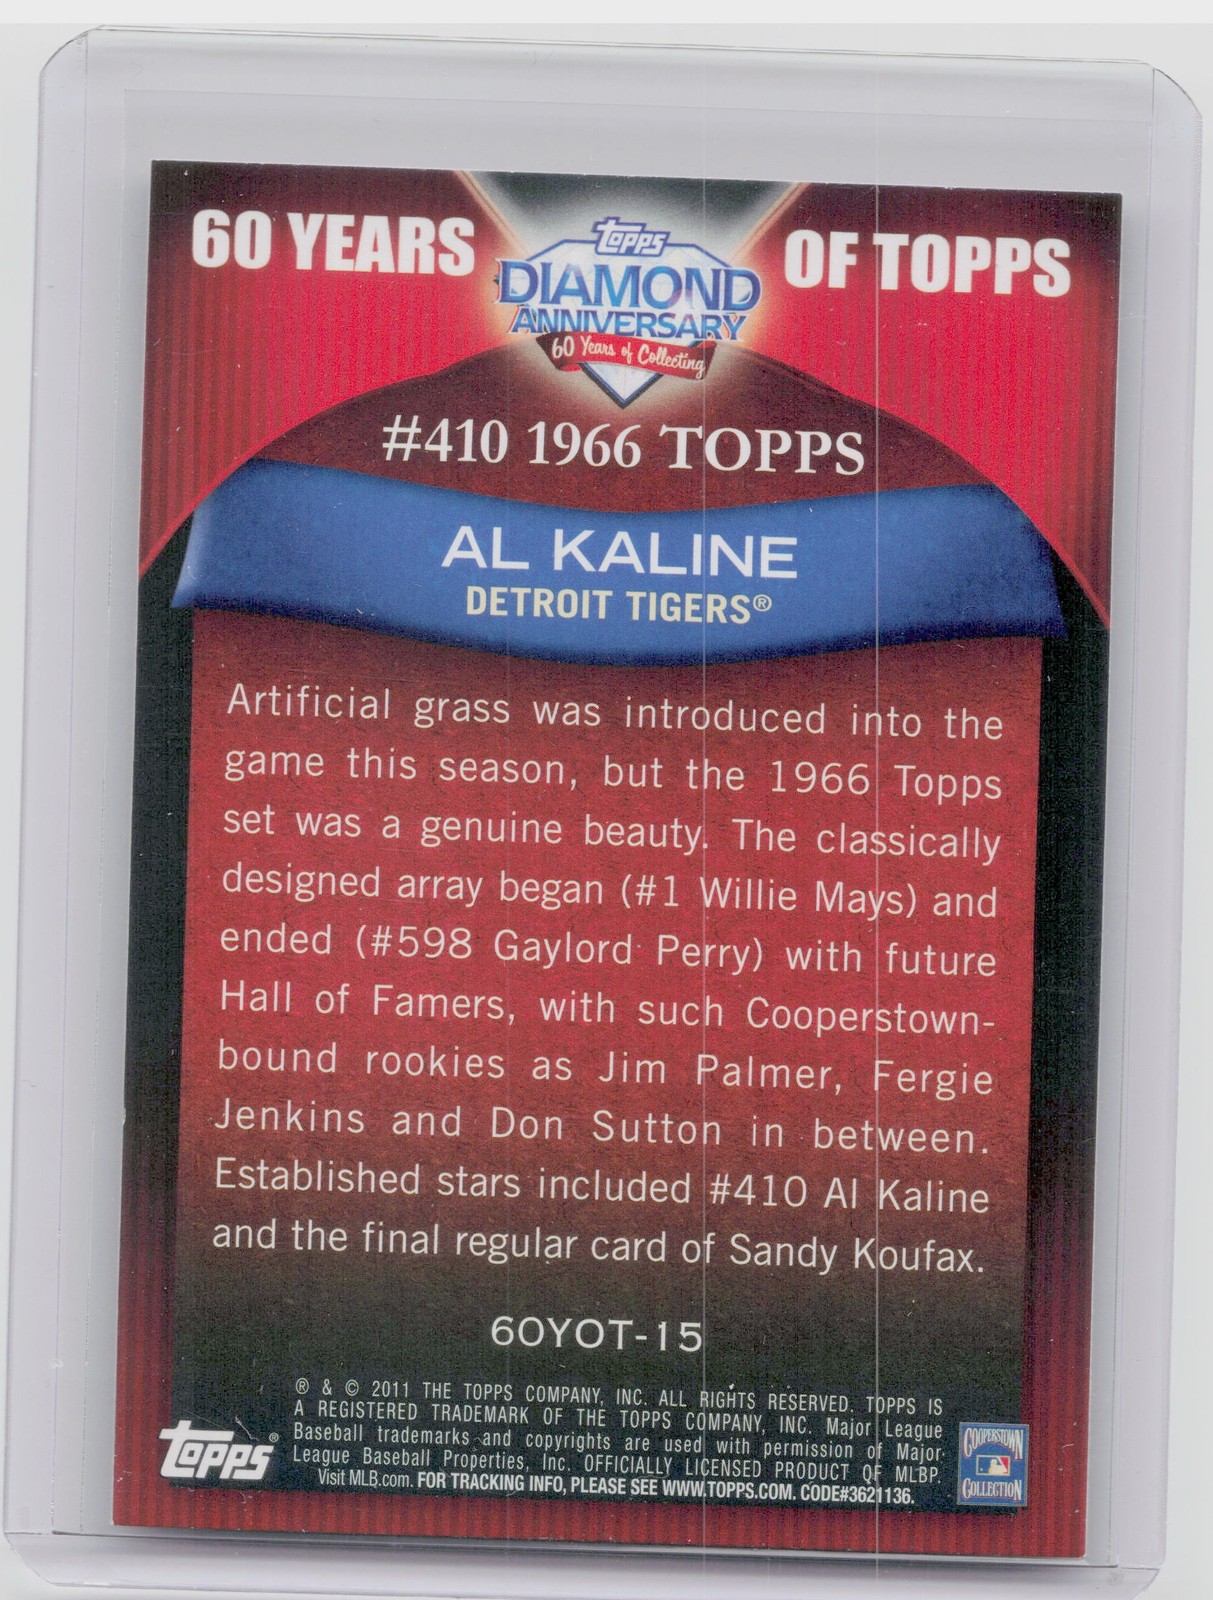 60 YEARS OF TOPPS
topps
DIAMOND
ANNIVERSARY
60 Years of Collecting
#410 1966 TOPPS
AL KALINE
DETROIT TIGERS®
Artificial grass was introduced into the
game this season, but the 1966 Topps
set was a genuine beauty. The classically
designed array began (#1 Willie Mays) and
ended (#598 Gaylord Perry) with future
Hall of Famers, with such Cooperstown-
bound rookies as Jim Palmer, Fergie
Jenkins and Don Sutton in between.
Established stars included #410 Al Kaline
and the final regular card of Sandy Koufax.
60YOT-15
® & © 2011 THE TOPPS COMPANY, INC. ALL RIGHTS RESERVED. TOPPS IS
A REGISTERED TRADEMARK OF THE TOPPS COMPANY, INC. Major League
Baseball trademarks and copyrights are used with permission of Major
League Baseball Properties, Inc. OFFICIALLY LICENSED PRODUCT OF MLBP.
Visit MLB.com. FOR TRACKING INFO, PLEASE SEE WWW.TOPPS.COM. CODE#3621136.
topps®
COOPERSTOWN
COLLECTION